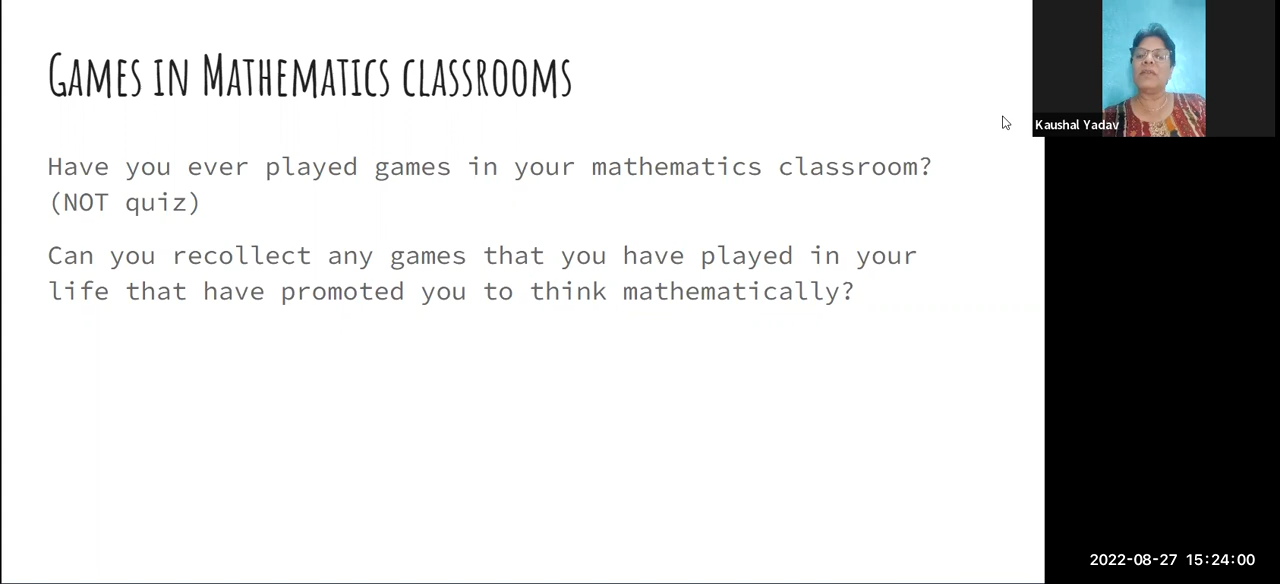 Games in Mathematics classrooms
Have you ever played games in your mathematics classroom?
(NOT quiz)
Can you recollect any games that you have played in your
life that have promoted you to think mathematically?
Kaushal Yadav
2022-08-27 15:24:00